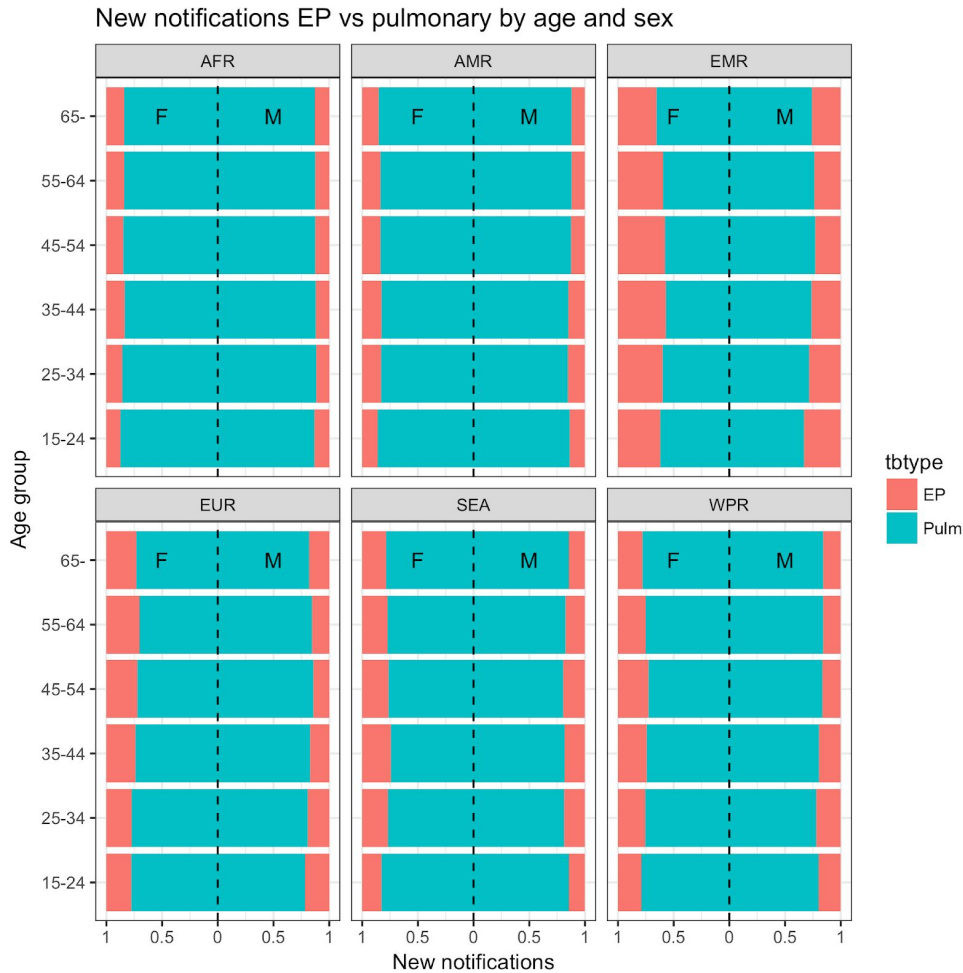 New notifications EP vs pulmonary by age and sex
AFR
AMR
EMR
65-
55-64
45-54
35-44
25-34
15-24
F M
F M
F M
EUR
SEA
WPR
65-
55-64
45-54
35-44
25-34
15-24
F M
F M
F M
1 0.5 0 0.5 1
1 0.5 0 0.5 1
1 0.5 0 0.5 1
New notifications
Age group
tbtype
EP
Pulm